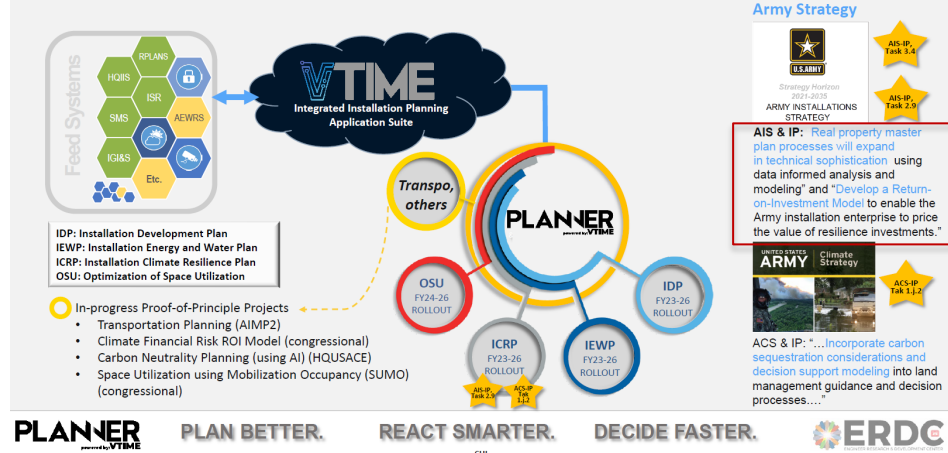 Army Strategy
Feed Systems
RPLANS
HQIIS
ISR
SMS
AEWRS
IGI&S
Etc.
VTIME
Integrated Installation Planning
Application Suite
U.S.ARMY
Strategy Horizon
2021-2035
ARMY INSTALLATIONS
STRATEGY
AIS-IP,
Task 3.4
AIS-IP,
Task 2.9
AIS & IP: Real property master
plan processes will expand
in technical sophistication using
data informed analysis and
modeling” and “Develop a Return-
on-Investment Model to enable the
Army installation enterprise to price
the value of resilience investments.”
Transpo,
others
PLANNER
powered by: VTIME
IDP: Installation Development Plan
IEWP: Installation Energy and Water Plan
ICRP: Installation Climate Resilience Plan
OSU: Optimization of Space Utilization
OSU
FY24-26
ROLLOUT
ICRP
FY23-26
ROLLOUT
AIS-IP,
Task 2.9
ACS-IP
Tak
1.j.2
IEWP
FY23-26
ROLLOUT
IDP
FY23-26
ROLLOUT
In-progress Proof-of-Principle Projects
• Transportation Planning (AIMP2)
• Climate Financial Risk ROI Model (congressional)
• Carbon Neutrality Planning (using AI) (HQUSACE)
• Space Utilization using Mobilization Occupancy (SUMO)
(congressional)
UNITED STATES
ARMY
Climate
Strategy
ACS-IP
Tak 1.j.2
ACS & IP: “…Incorporate carbon
sequestration considerations and
decision support modeling into land
management guidance and decision
processes….”
PLANNER
powered by: VTIME
PLAN BETTER.
REACT SMARTER.
DECIDE FASTER.
ERDC
ENGINEER RESEARCH & DEVELOPMENT CENTER